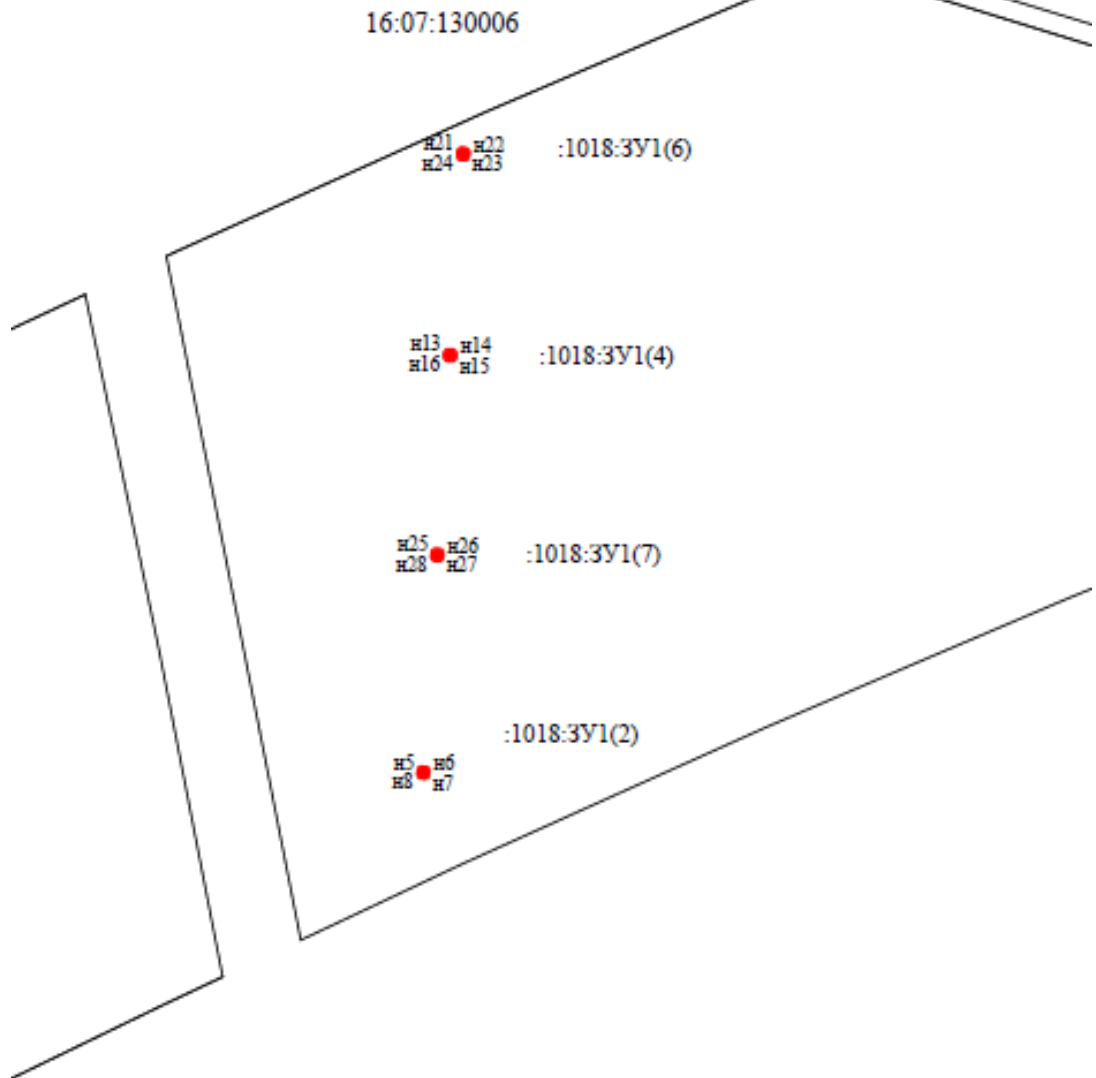 16:07:130006
н21 н22 :1018:ЗУ1(6)
н24 н23
н13 н14 :1018:ЗУ1(4)
н16 н15
н25 н26 :1018:ЗУ1(7)
н28 н27
:1018:ЗУ1(2)
н5 н6
н8 н7